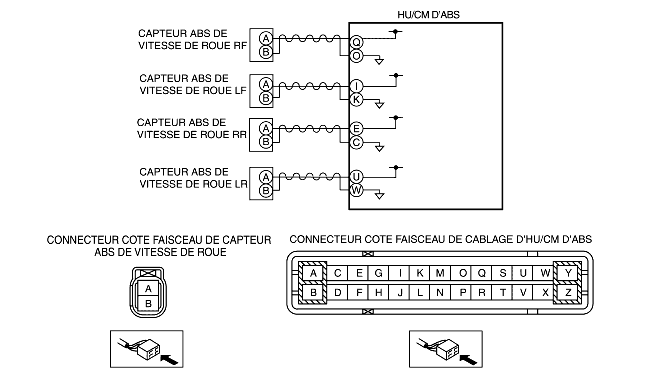 HU/CM D'ABS
CAPTEUR ABS DE
VITESSE DE ROUE RF
A
B
Q
O
CAPTEUR ABS DE
VITESSE DE ROUE LF
A
B
I
K
CAPTEUR ABS DE
VITESSE DE ROUE RR
A
B
E
C
CAPTEUR ABS DE
VITESSE DE ROUE LR
A
B
U
W
CONNECTEUR COTE FAISCEAU DE CAPTEUR
ABS DE VITESSE DE ROUE
A
B
CONNECTEUR COTE FAISCEAU DE CABLAGE D'HU/CM D'ABS
A C E G I K M O Q S U W Y
B D F H J L N P R T V X Z